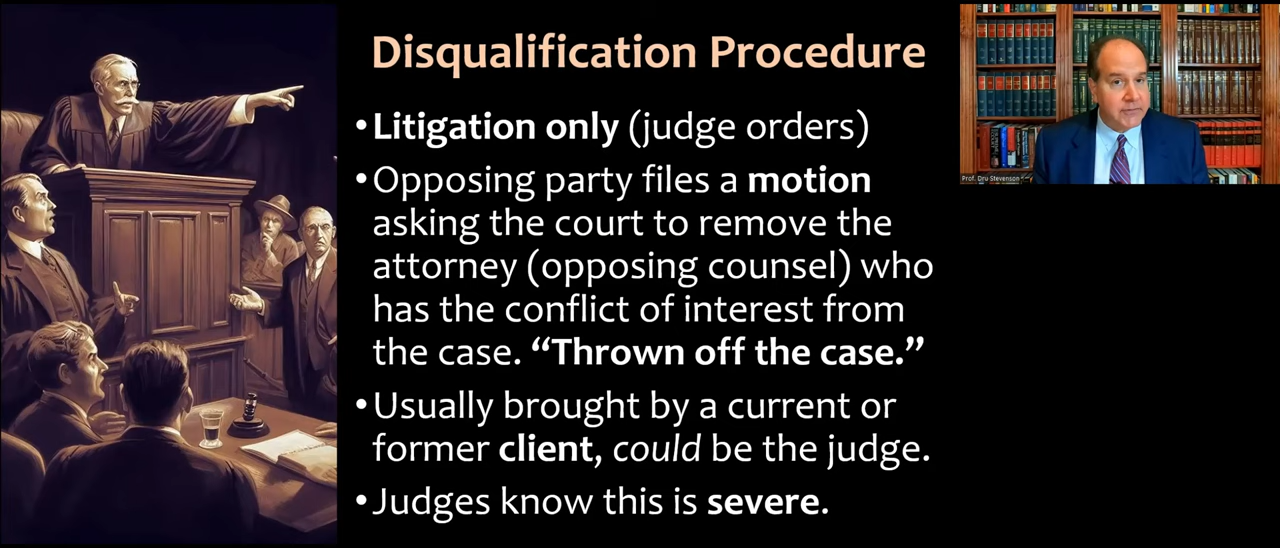 Disqualification Procedure
•Litigation only (judge orders)
•Opposing party files a motion
asking the court to remove the
attorney (opposing counsel) who
has the conflict of interest from
the case. “Thrown off the case.”
•Usually brought by a current or
former client, could be the judge.
•Judges know this is severe.
Prof. Dru Stevenson